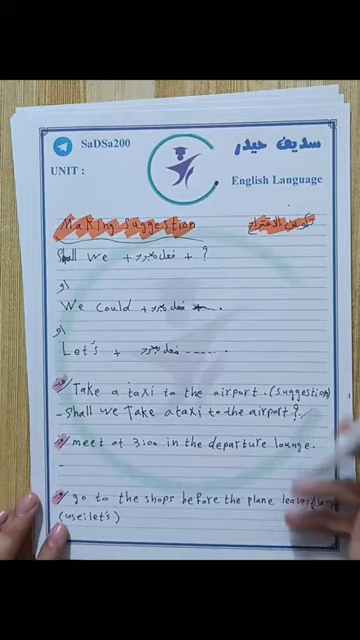 SaDSa200
سديف حيدر
UNIT :
English Language
Making suggestion تكوين الاقتراح
Shall we + فعل مجرد + ?
او
We could + فعل مجرد .
او
Let's + فعل مجرد ----- .
Take a taxi to the airport. (suggestion)
- Shall we Take a taxi to the airport?
meet at 3:00 in the departure lounge.
-
go to the shops before the plane leaves
(use: let's)